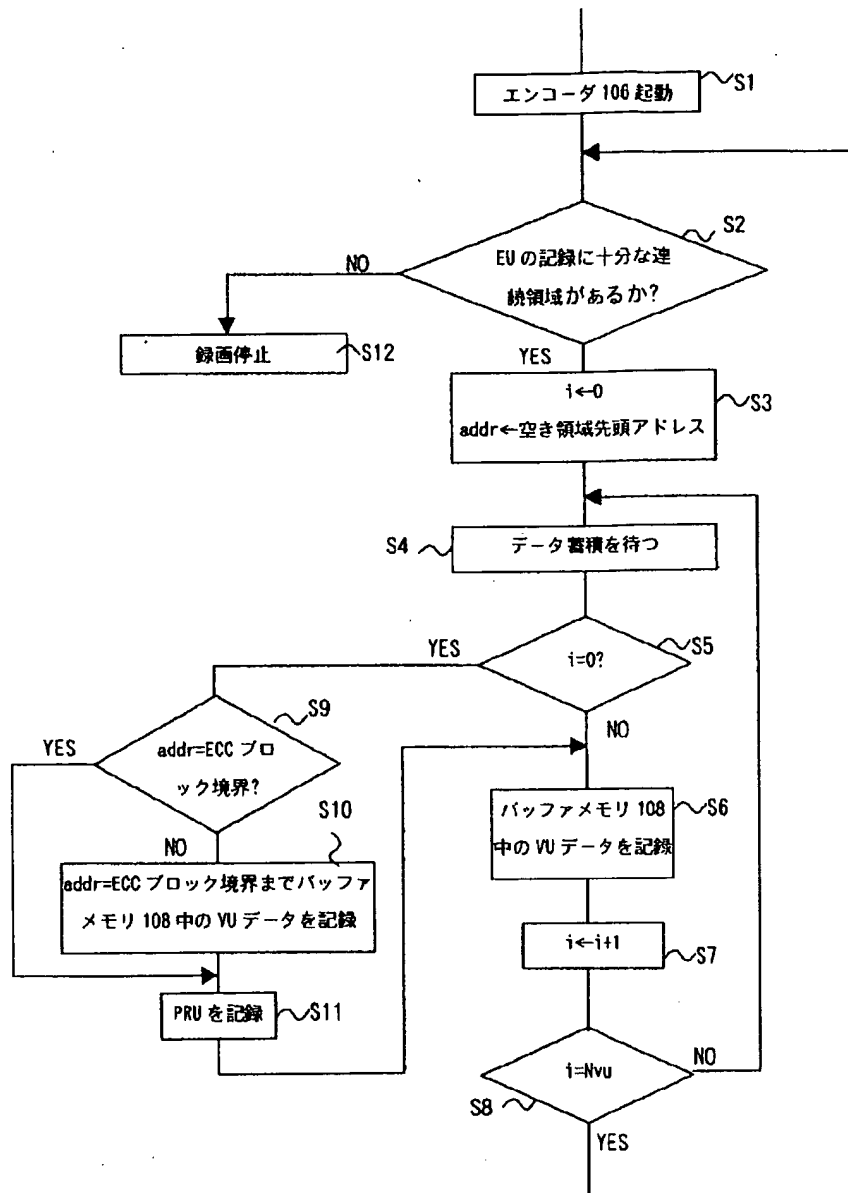 エンコーダ 106 起動
S1
S2
EU の記録に十分な連
続領域があるか?
NO
YES
録画停止
S12
i←0
addr←空き領域先頭アドレス
S3
S4
データ蓄積を待つ
YES
i=0?
S5
NO
S9
YES
addr=ECC ブロ
ック境界?
NO
S10
addr=ECC ブロック境界までバッファ
メモリ 108 中の VU データを記録
PRU を記録
S11
バッファメモリ 108
中の VU データを記録
S6
i←i+1
S7
i=Nvu
NO
S8
YES